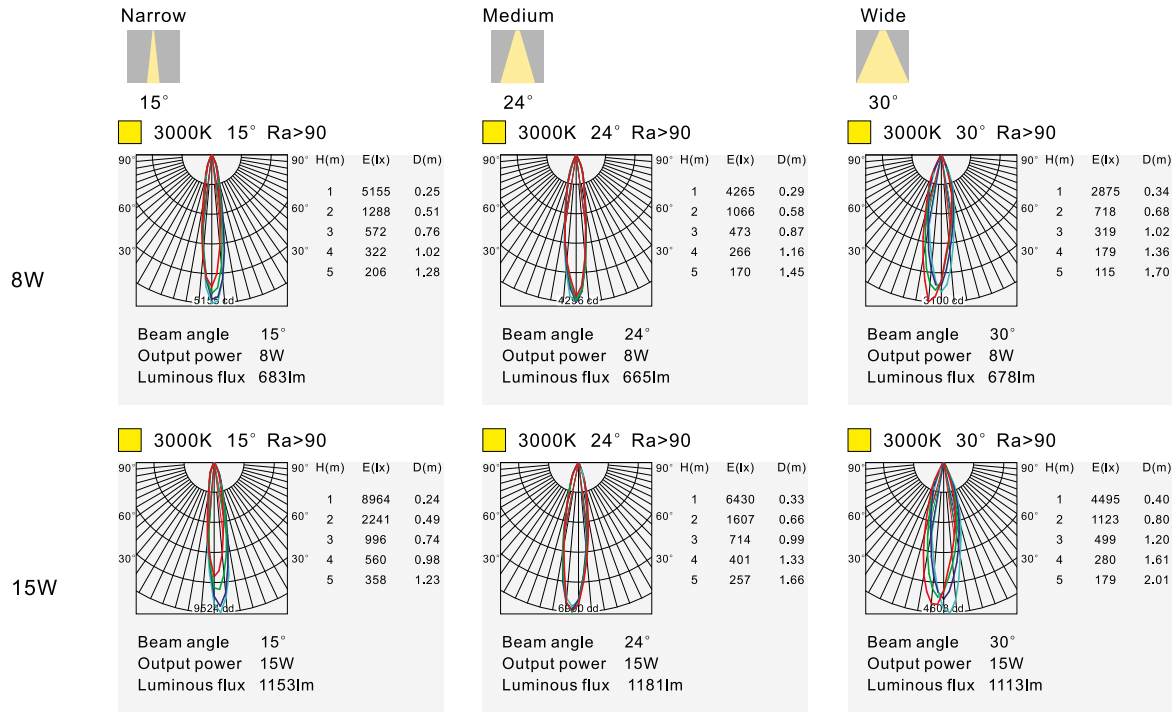 Narrow
15°
Medium
24°
Wide
30°
8W
3000K 15° Ra>90
90° 90° H(m) E(lx) D(m)
1 5155 0.25
60° 60° 2 1288 0.51
3 572 0.76
30° 30° 4 322 1.02
5 206 1.28
5155 cd
Beam angle 15°
Output power 8W
Luminous flux 683lm
3000K 24° Ra>90
90° 90° H(m) E(lx) D(m)
1 4265 0.29
60° 60° 2 1066 0.58
3 473 0.87
30° 30° 4 266 1.16
5 170 1.45
4296 cd
Beam angle 24°
Output power 8W
Luminous flux 665lm
3000K 30° Ra>90
90° 90° H(m) E(lx) D(m)
1 2875 0.34
60° 60° 2 718 0.68
3 319 1.02
30° 30° 4 179 1.36
5 115 1.70
3100 cd
Beam angle 30°
Output power 8W
Luminous flux 678lm
15W
3000K 15° Ra>90
90° 90° H(m) E(lx) D(m)
1 8964 0.24
60° 60° 2 2241 0.49
3 996 0.74
30° 30° 4 560 0.98
5 358 1.23
9524 cd
Beam angle 15°
Output power 15W
Luminous flux 1153lm
3000K 24° Ra>90
90° 90° H(m) E(lx) D(m)
1 6430 0.33
60° 60° 2 1607 0.66
3 714 0.99
30° 30° 4 401 1.33
5 257 1.66
cd
Beam angle 24°
Output power 15W
Luminous flux 1181lm
3000K 30° Ra>90
90° 90° H(m) E(lx) D(m)
1 4495 0.40
60° 60° 2 1123 0.80
3 499 1.20
30° 30° 4 280 1.61
5 179 2.01
4608 cd
Beam angle 30°
Output power 15W
Luminous flux 1113lm